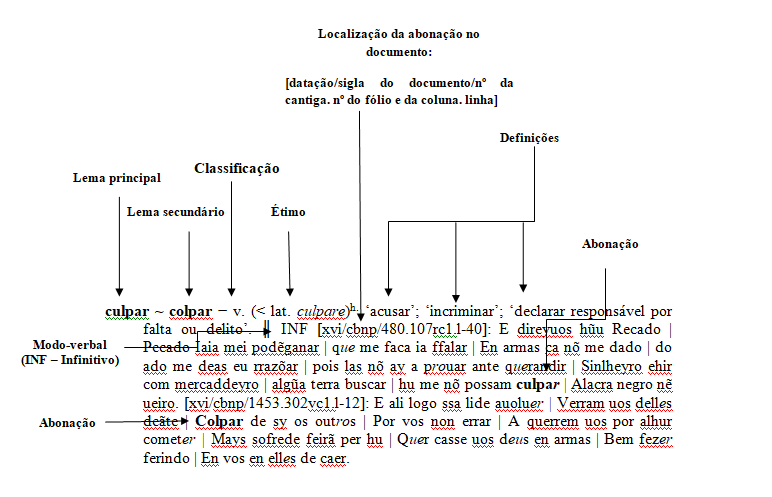 Localização da abonação no
documento:
[datação/sigla do documento/nº da
cantiga. nº do fólio e da coluna. linha]
Definições
Classificação
Lema principal
Lema secundário
Étimo
Abonação
culpar ~ colpar − v. (< lat. culpare)h. ‘acusar’; ‘incriminar’; ‘declarar responsável por
falta ou delito’. ‖ INF [xvi/cbnp/480.107rc1.l-40]: E direvuos hũu Recado |
Modo-verbal
(INF – Infinitivo)
Pecado Iaia mei podẽganar | que me faca ia ffalar | En armas ca nõ me dado | do
ado me deas eu rrazõar | pois las nõ av a prouar ante querandir | Sinlheyro ehir
com mercaddevro | algũa terra buscar | hu me nõ possam culpar | Alacra negro nẽ
ueiro. [xvi/cbnp/1453.302vc1.l-12]: E ali logo ssa lide auoluer | Verram uos delles
deãte | Colpar de sy os outros | Por vos non errar | A querrem uos por alhur
Abonação
cometer | Mays sofrede feirã per hu | Quer casse uos deus en armas | Bem fezer
ferindo | En vos en elles de caer.